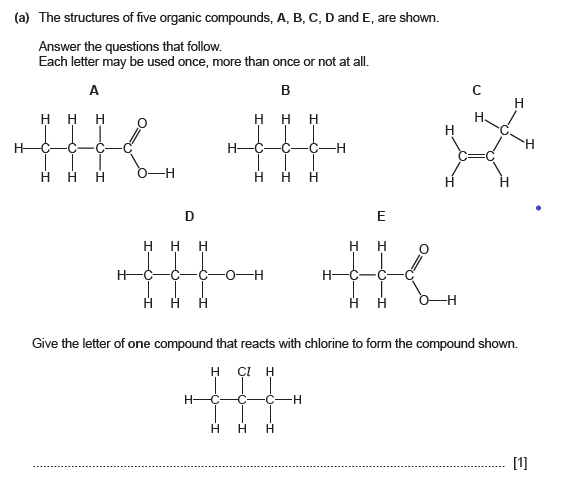 (a) The structures of five organic compounds, A, B, C, D and E, are shown.
Answer the questions that follow.
Each letter may be used once, more than once or not at all.
A
H H H O
H C C C C
H H H O H
B
H H H
H C C C H
H H H
C
H
H
H C
H
C C
H H
D
H H H
H C C C O H
H H H
E
H H O
H C C C
H H O H
Give the letter of one compound that reacts with chlorine to form the compound shown.
H Cl H
H C C C H
H H H
.......................................................................................................................................... [1]